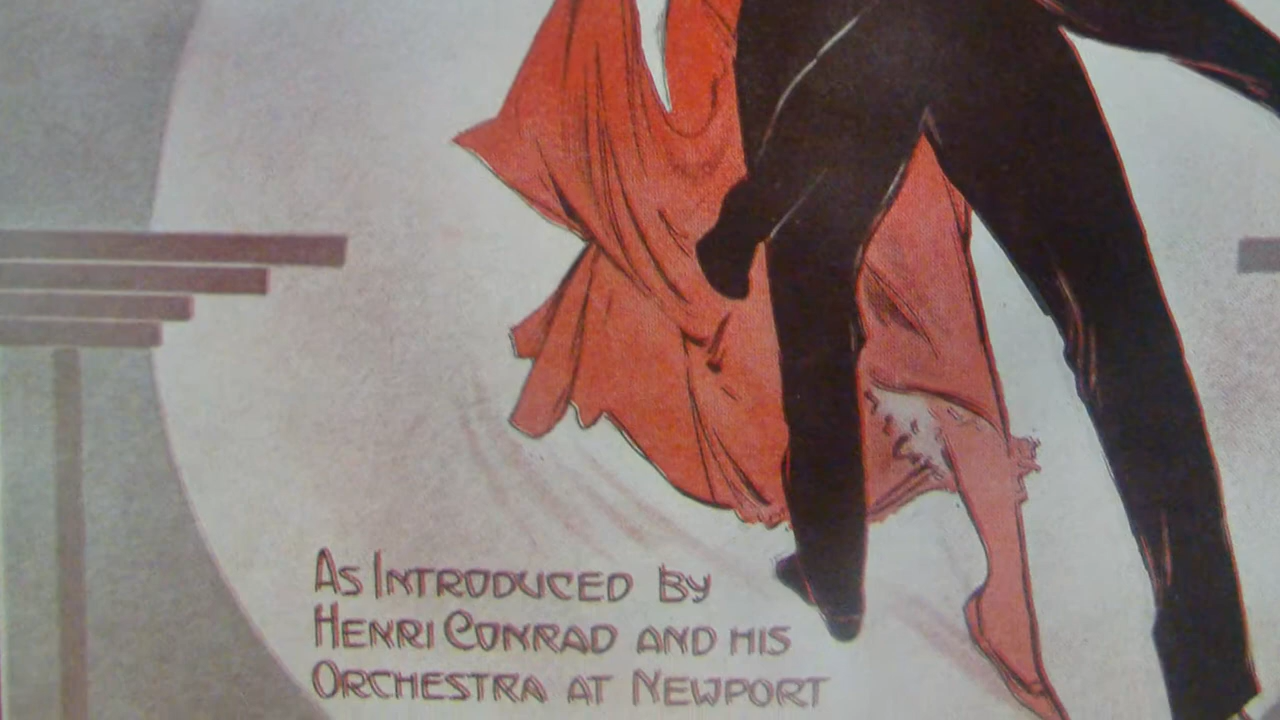 As Introduced by
Henri Conrad and his
Orchestra at Newport